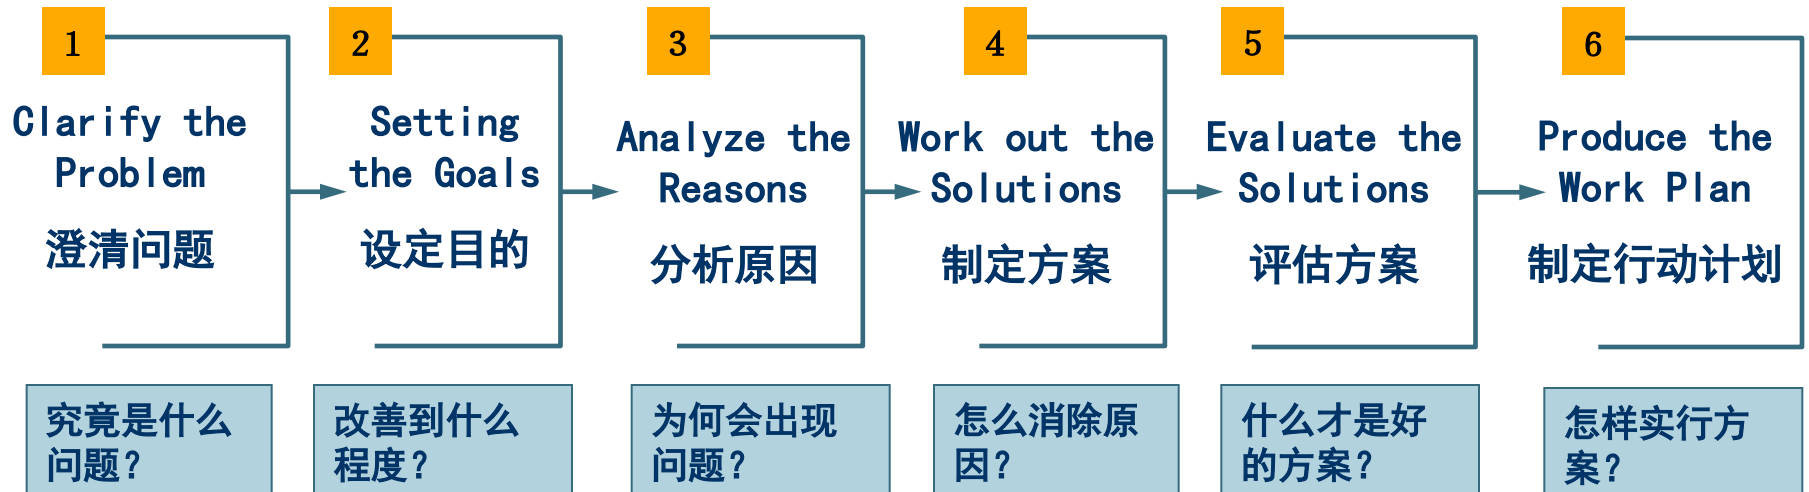 1
Clarify the
Problem
澄清问题
究竟是什么
问题？
2
Setting
the Goals
设定目的
改善到什么
程度？
3
Analyze the
Reasons
分析原因
为何会出现
问题？
4
Work out the
Solutions
制定方案
怎么消除原
因？
5
Evaluate the
Solutions
评估方案
什么才是好
的方案？
6
Produce the
Work Plan
制定行动计划
怎样实行方
案？